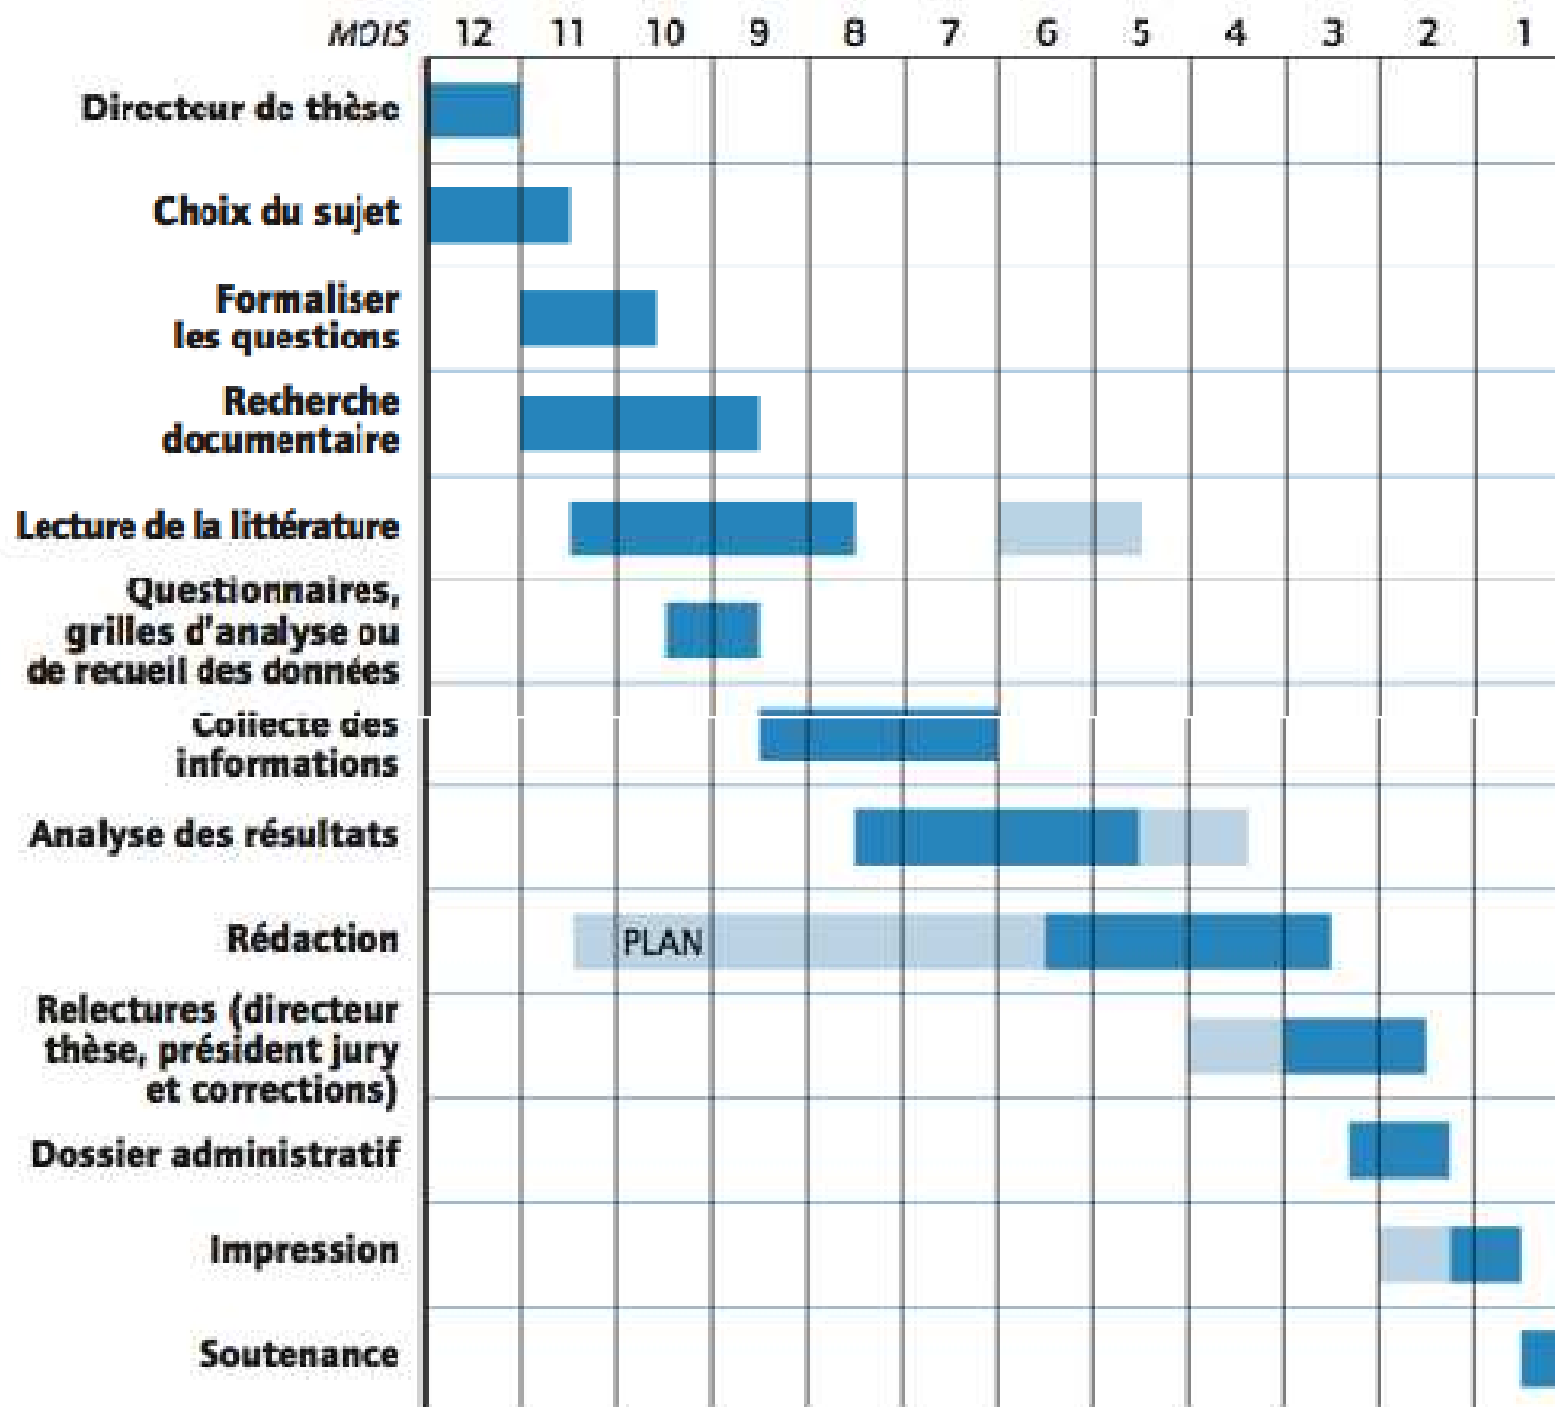 MOIS 12 11 10 9 8 7 6 5 4 3 2 1
Directeur de thèse
Choix du sujet
Formaliser
les questions
Recherche
documentaire
Lecture de la littérature
Questionnaires,
grilles d'analyse ou
de recueil des données
Collecte des
informations
Analyse des résultats
Rédaction
PLAN
Relectures (directeur
thèse, président jury
et corrections)
Dossier administratif
Impression
Soutenance